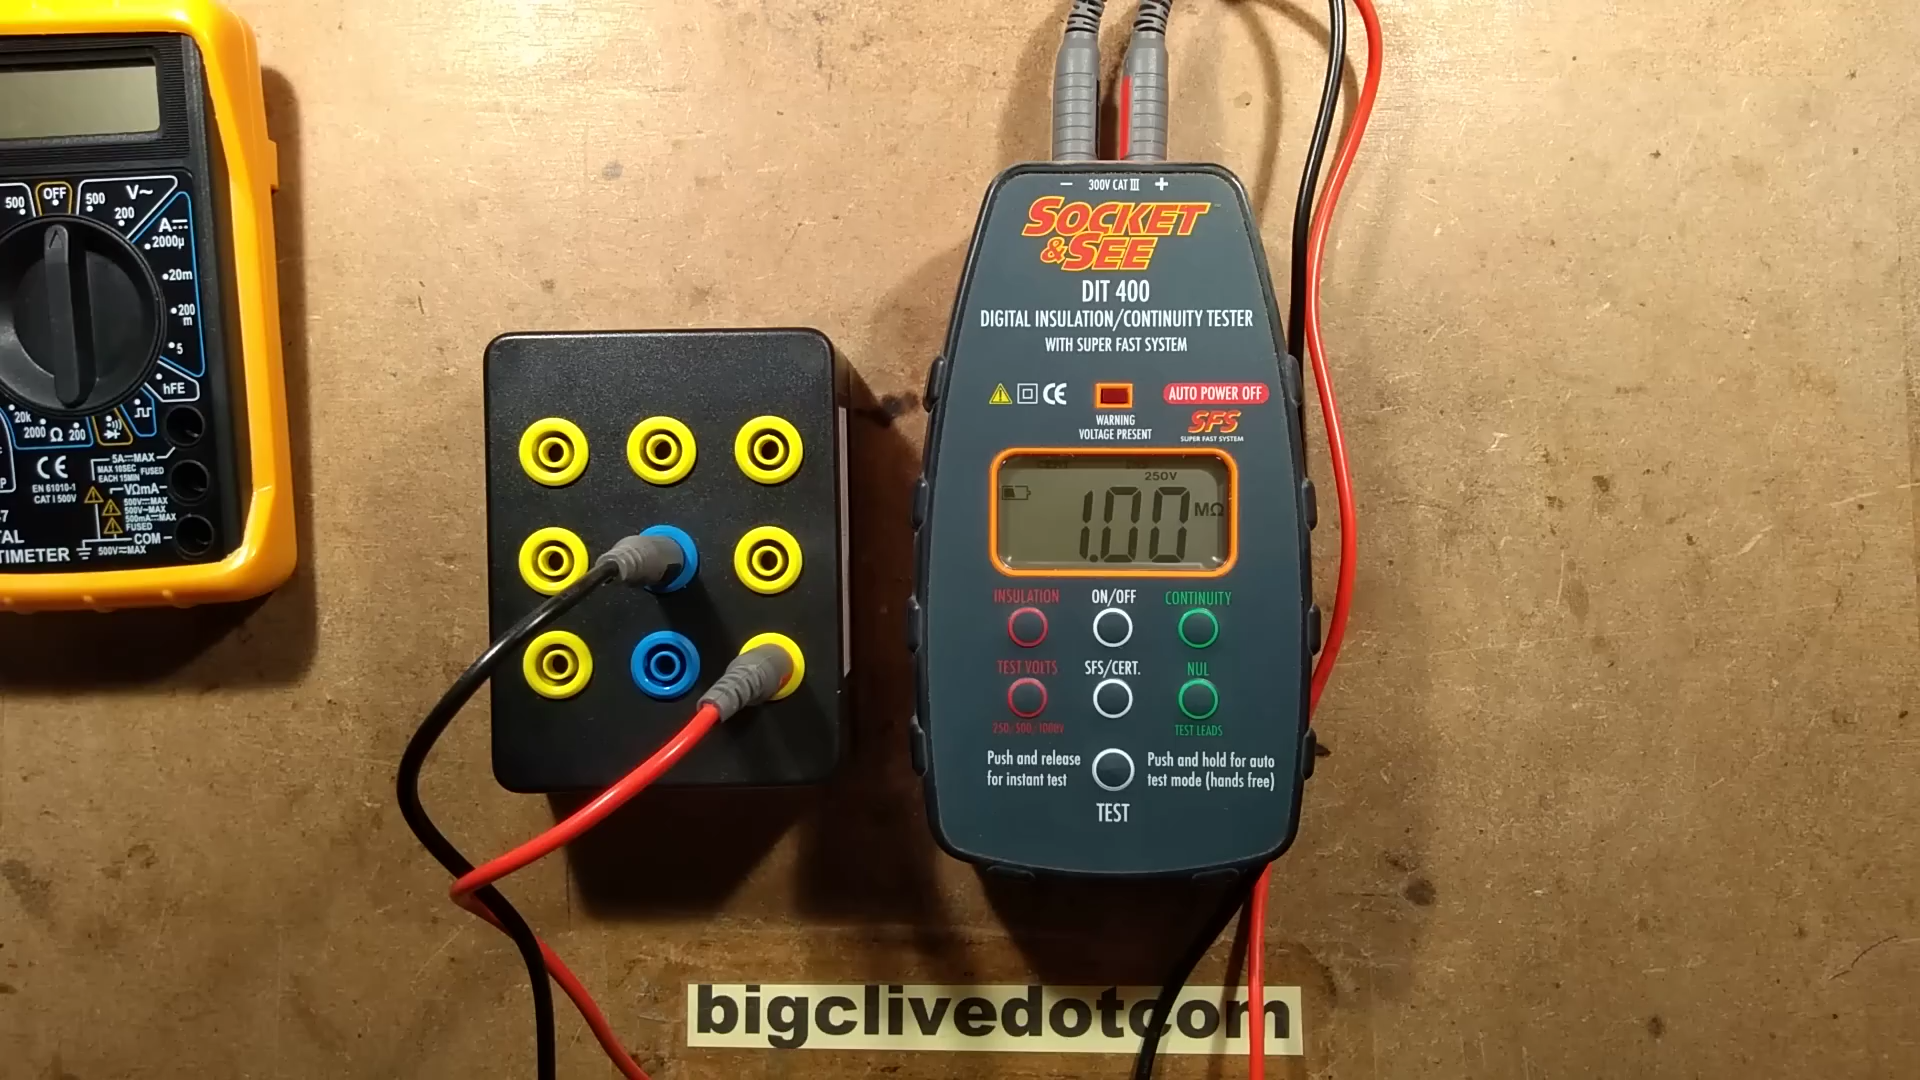 500
OFF
500
V~
200
A
2000µ
20m
200
m
5
hFE
20k
2000
Ω
200
CE
EN 61010-1
CAT I 500V
5A MAX
MAX 10SEC FUSED
EACH 15MIN
VΩmA
500V MAX
500V~MAX
500mA MAX
FUSED
COM
500V MAX
7
TAL
TIMETER
− 300V CAT III +
SOCKET
&SEE
DIT 400
DIGITAL INSULATION/CONTINUITY TESTER
WITH SUPER FAST SYSTEM
CE
WARNING
VOLTAGE PRESENT
AUTO POWER OFF
SFS
SUPER FAST SYSTEM
250V
1.00 MΩ
INSULATION
ON/OFF
CONTINUITY
TEST VOLTS
SFS/CERT.
NUL
250/500/1000V
TEST LEADS
Push and release
for instant test
Push and hold for auto
test mode (hands free)
TEST
bigclivedotcom